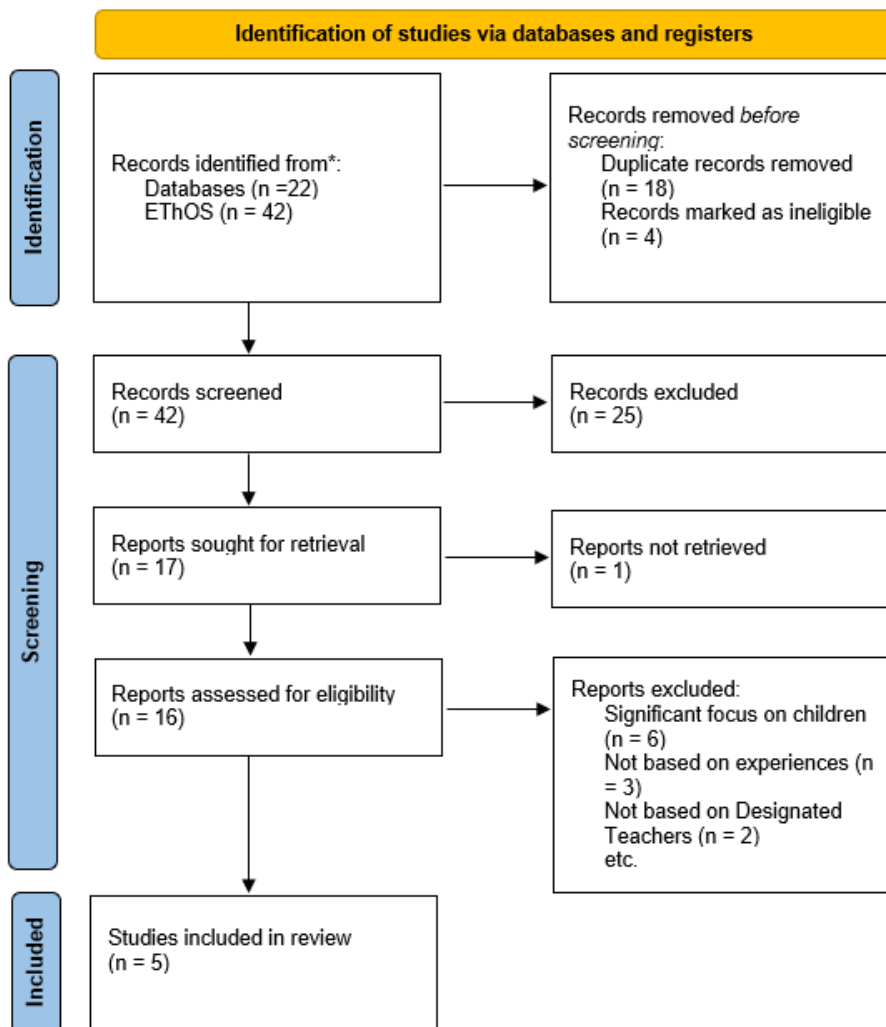 Identification of studies via databases and registers
Identification
Records identified from*:
Databases (n =22)
EThOS (n = 42)
Records removed before
screening:
Duplicate records removed
(n = 18)
Records marked as ineligible
(n = 4)
Screening
Records screened
(n = 42)
Records excluded
(n = 25)
Reports sought for retrieval
(n = 17)
Reports not retrieved
(n = 1)
Reports assessed for eligibility
(n = 16)
Reports excluded:
Significant focus on children
(n = 6)
Not based on experiences (n
= 3)
Not based on Designated
Teachers (n = 2)
etc.
Included
Studies included in review
(n = 5)